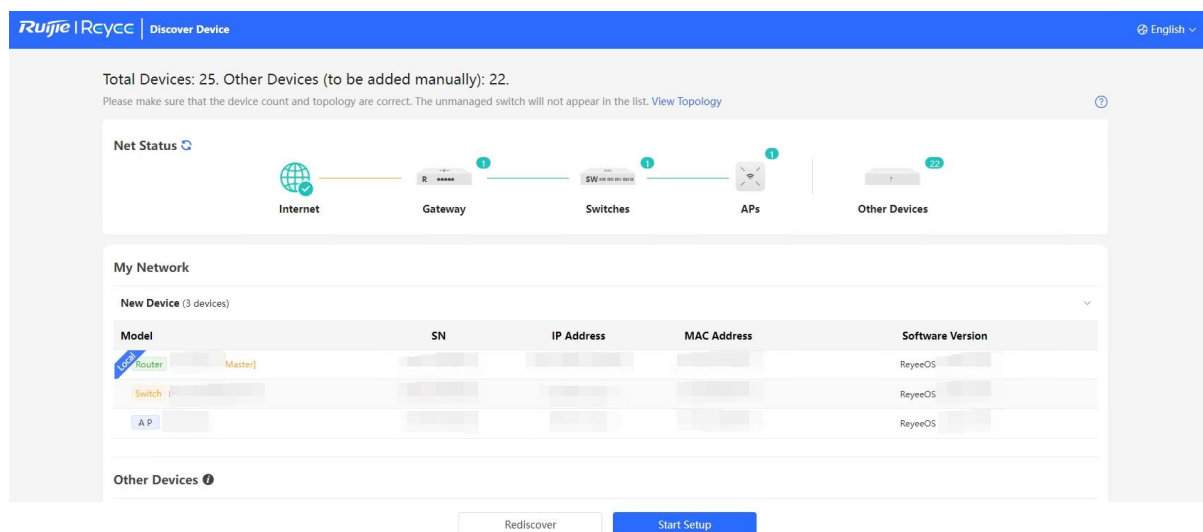 Ruijie | Reyee | Discover Device
English
Total Devices: 25. Other Devices (to be added manually): 22.
Please make sure that the device count and topology are correct. The unmanaged switch will not appear in the list. View Topology
Net Status
1 1 1 22
R SW ?
Internet Gateway Switches APs Other Devices
My Network
New Device (3 devices)
Model SN IP Address MAC Address Software Version
Local Router Master] ReyeeOS
Switch ReyeeOS
AP ReyeeOS
Other Devices
Rediscover Start Setup